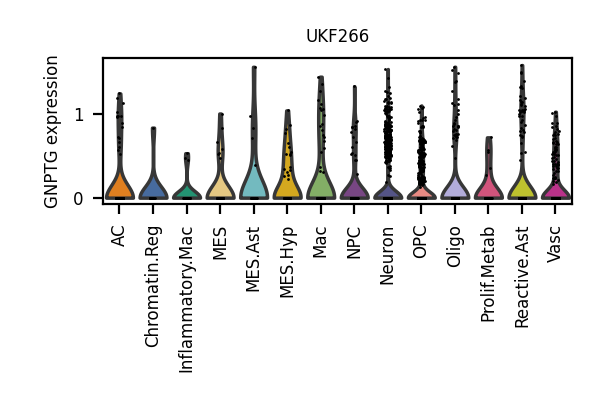 UKF266
GNPTG expression
1
0
AC
Chromatin.Reg
Inflammatory.Mac
MES
MES.Ast
MES.Hyp
Mac
NPC
Neuron
OPC
Oligo
Prolif.Metab
Reactive.Ast
Vasc